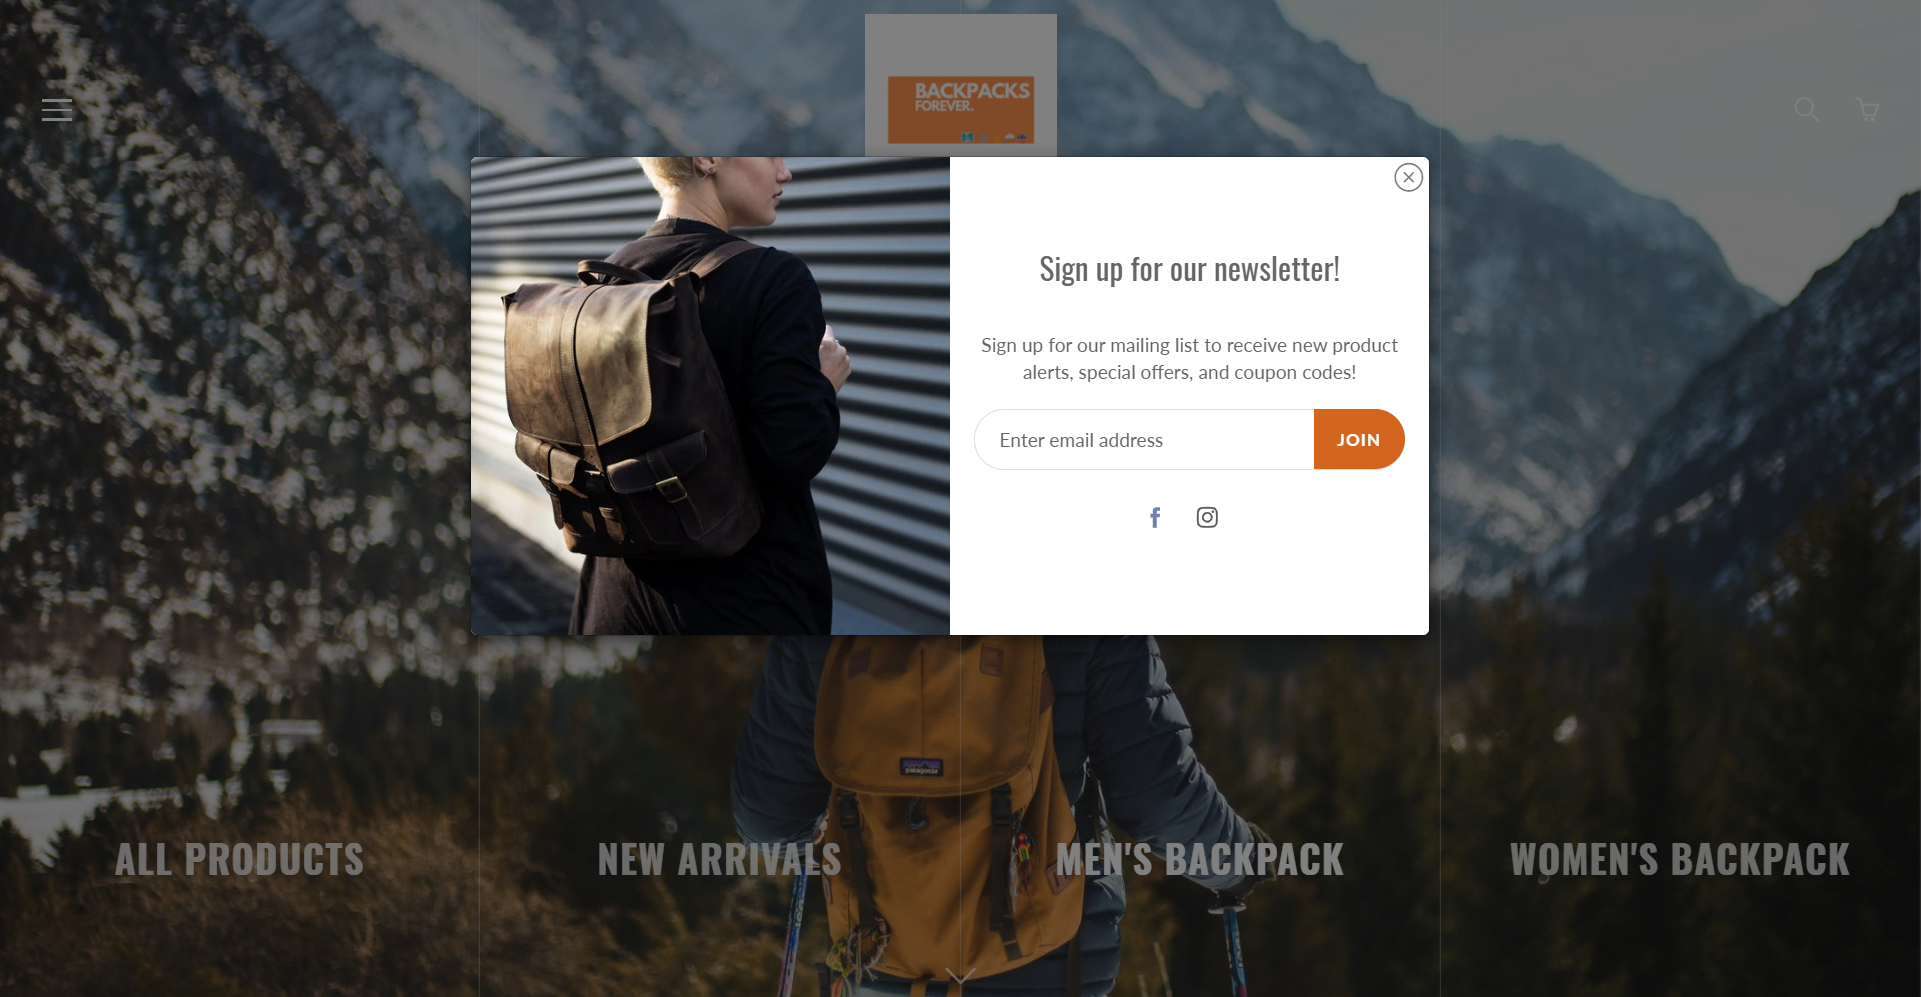 BACKPACKS
FOREVER.
Sign up for our newsletter!
Sign up for our mailing list to receive new product
alerts, special offers, and coupon codes!
Enter email address
JOIN
patagonia
ALL PRODUCTS
NEW ARRIVALS
MEN'S BACKPACK
WOMEN'S BACKPACK